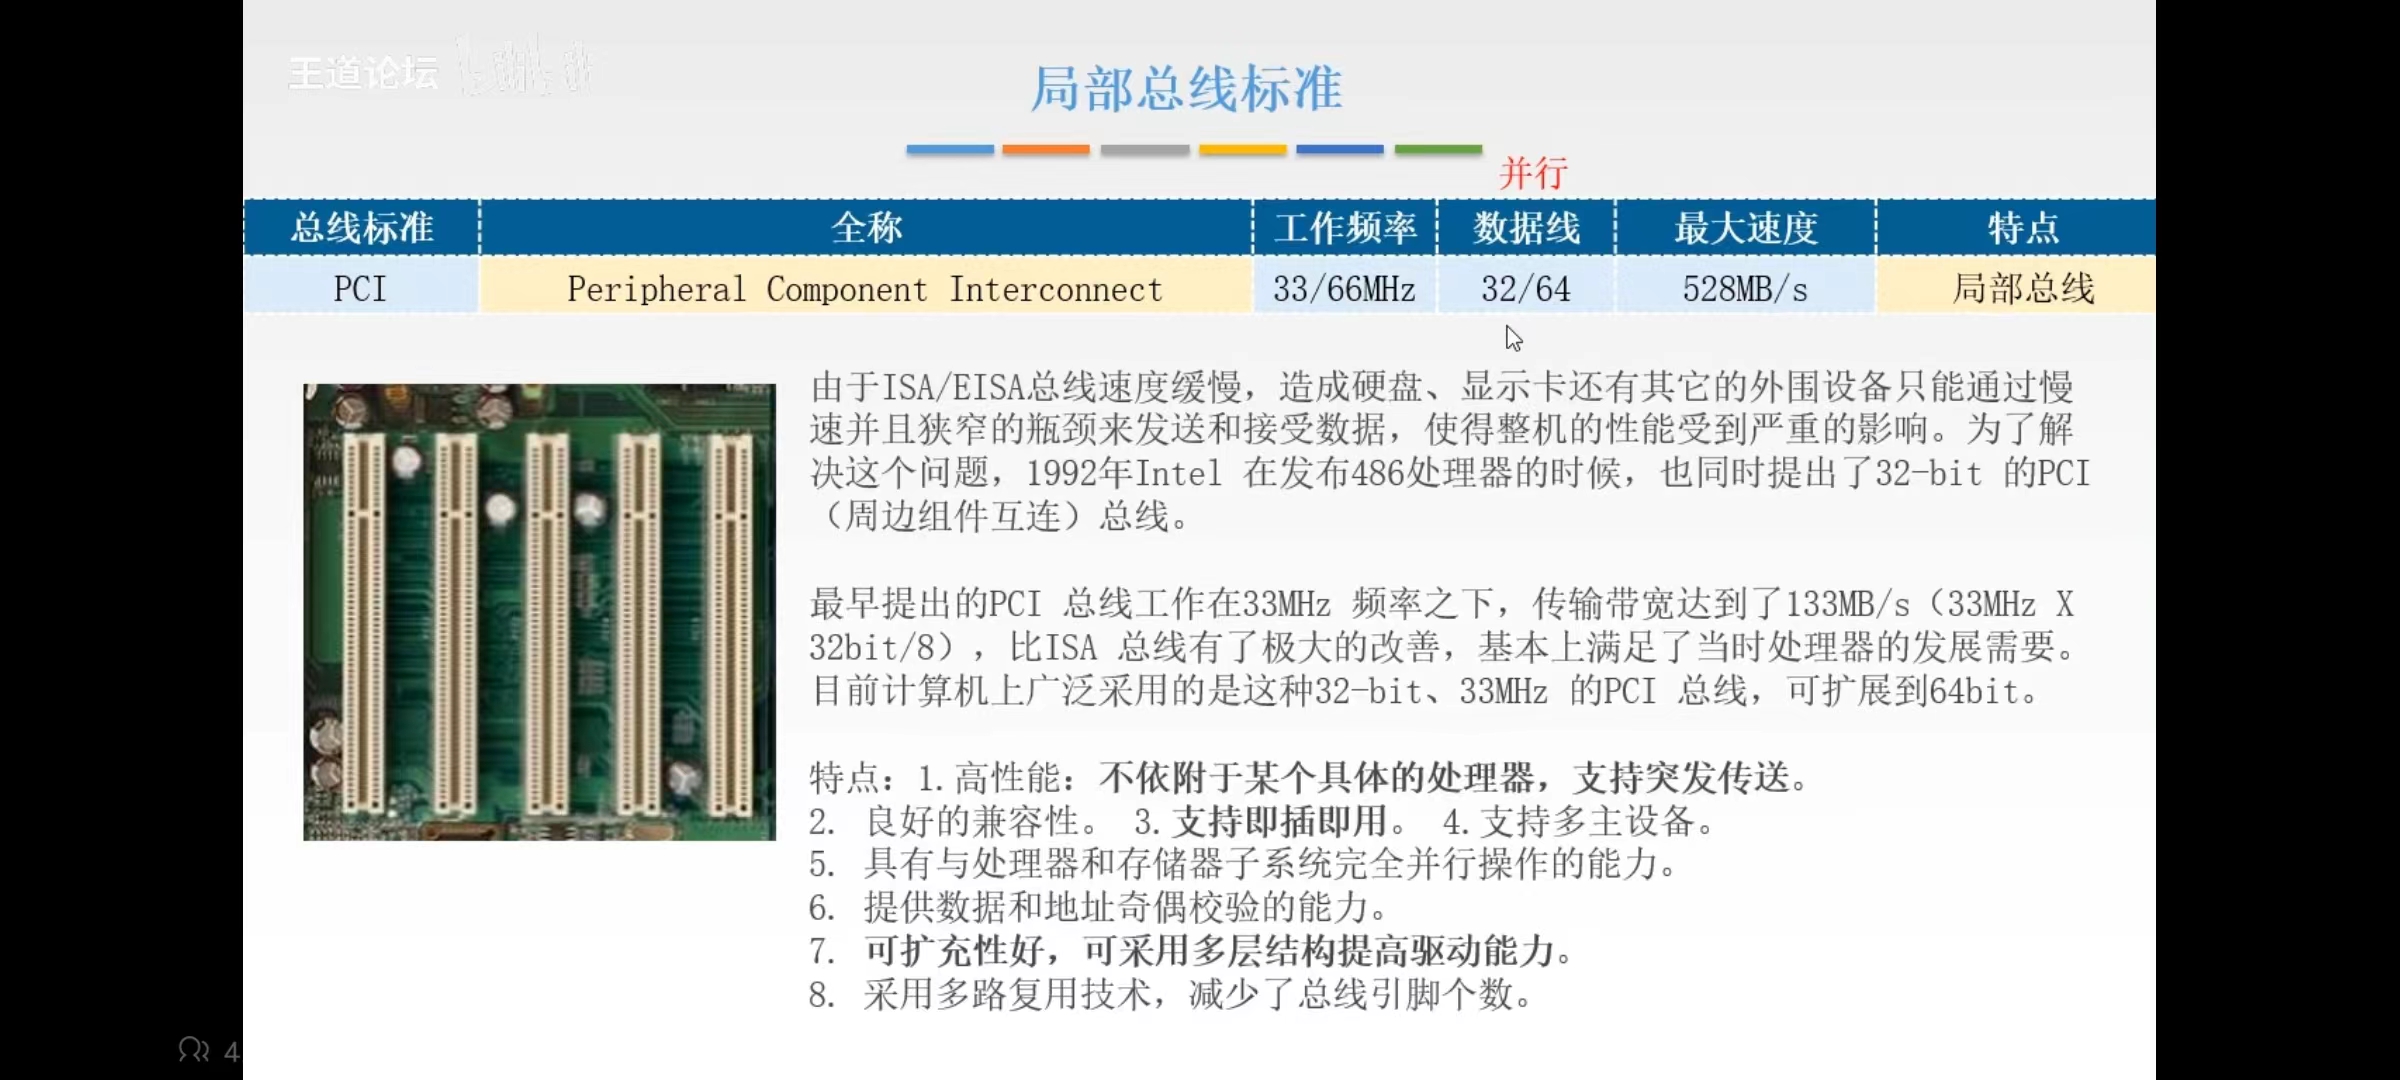 王道论坛
局部总线标准
并行
总线标准 全称 工作频率 数据线 最大速度 特点
PCI Peripheral Component Interconnect 33/66MHz 32/64 528MB/s 局部总线
由于ISA/EISA总线速度缓慢，造成硬盘、显示卡还有其它的外围设备只能通过慢
速并且狭窄的瓶颈来发送和接受数据，使得整机的性能受到严重的影响。为了解
决这个问题，1992年Intel 在发布486处理器的时候，也同时提出了32-bit 的PCI
（周边组件互连）总线。
最早提出的PCI 总线工作在33MHz 频率之下，传输带宽达到了133MB/s（33MHz X
32bit/8），比ISA 总线有了极大的改善，基本上满足了当时处理器的发展需要。
目前计算机上广泛采用的是这种32-bit、33MHz 的PCI 总线，可扩展到64bit。
特点：1.高性能：不依附于某个具体的处理器，支持突发传送。
2. 良好的兼容性。 3.支持即插即用。 4.支持多主设备。
5. 具有与处理器和存储器子系统完全并行操作的能力。
6. 提供数据和地址奇偶校验的能力。
7. 可扩充性好，可采用多层结构提高驱动能力。
8. 采用多路复用技术，减少了总线引脚个数。
4